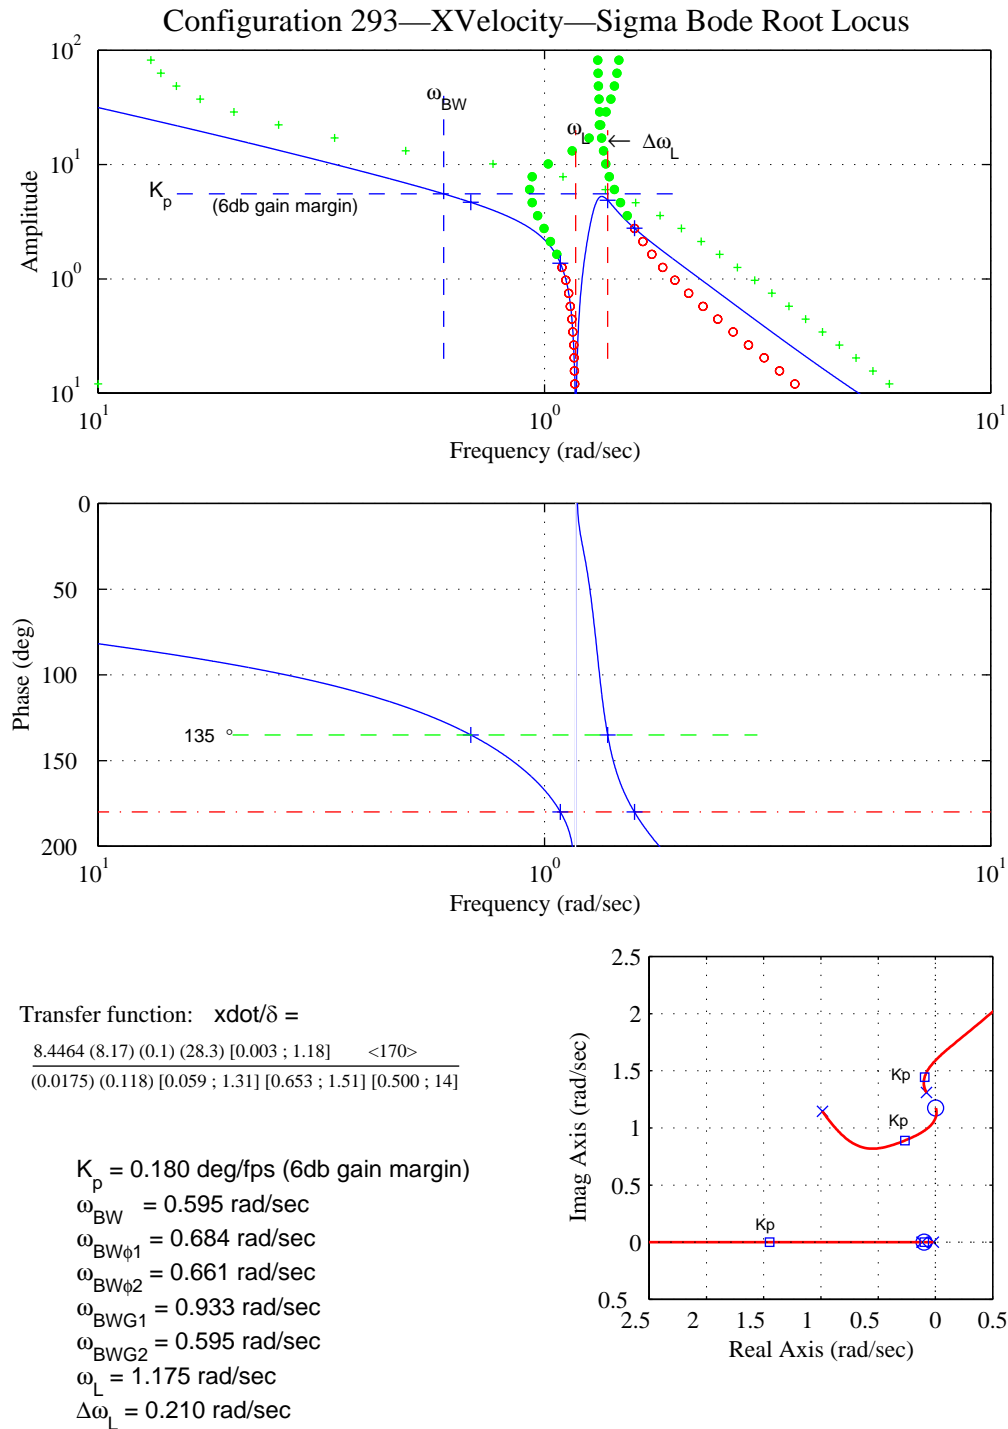 Configuration 293—XVelocity—Sigma Bode Root Locus
10²
10¹
10⁰
10¹
Amplitude
ω_BW
ω_L
Δω_L
K_p
(6db gain margin)
10¹ 10⁰ 10¹
Frequency (rad/sec)
0
50
100
150
200
Phase (deg)
135 °
10¹ 10⁰ 10¹
Frequency (rad/sec)
Transfer function: xdot/δ =
8.4464 (8.17) (0.1) (28.3) [0.003 ; 1.18] <170>
(0.0175) (0.118) [0.059 ; 1.31] [0.653 ; 1.51] [0.500 ; 14]
K_p = 0.180 deg/fps (6db gain margin)
ω_BW = 0.595 rad/sec
ω_BWϕ1 = 0.684 rad/sec
ω_BWϕ2 = 0.661 rad/sec
ω_BWG1 = 0.933 rad/sec
ω_BWG2 = 0.595 rad/sec
ω_L = 1.175 rad/sec
Δω_L = 0.210 rad/sec
2.5
2
1.5
1
0.5
0
0.5
Imag Axis (rad/sec)
Kp
Kp
Kp
2.5 2 1.5 1 0.5 0 0.5
Real Axis (rad/sec)